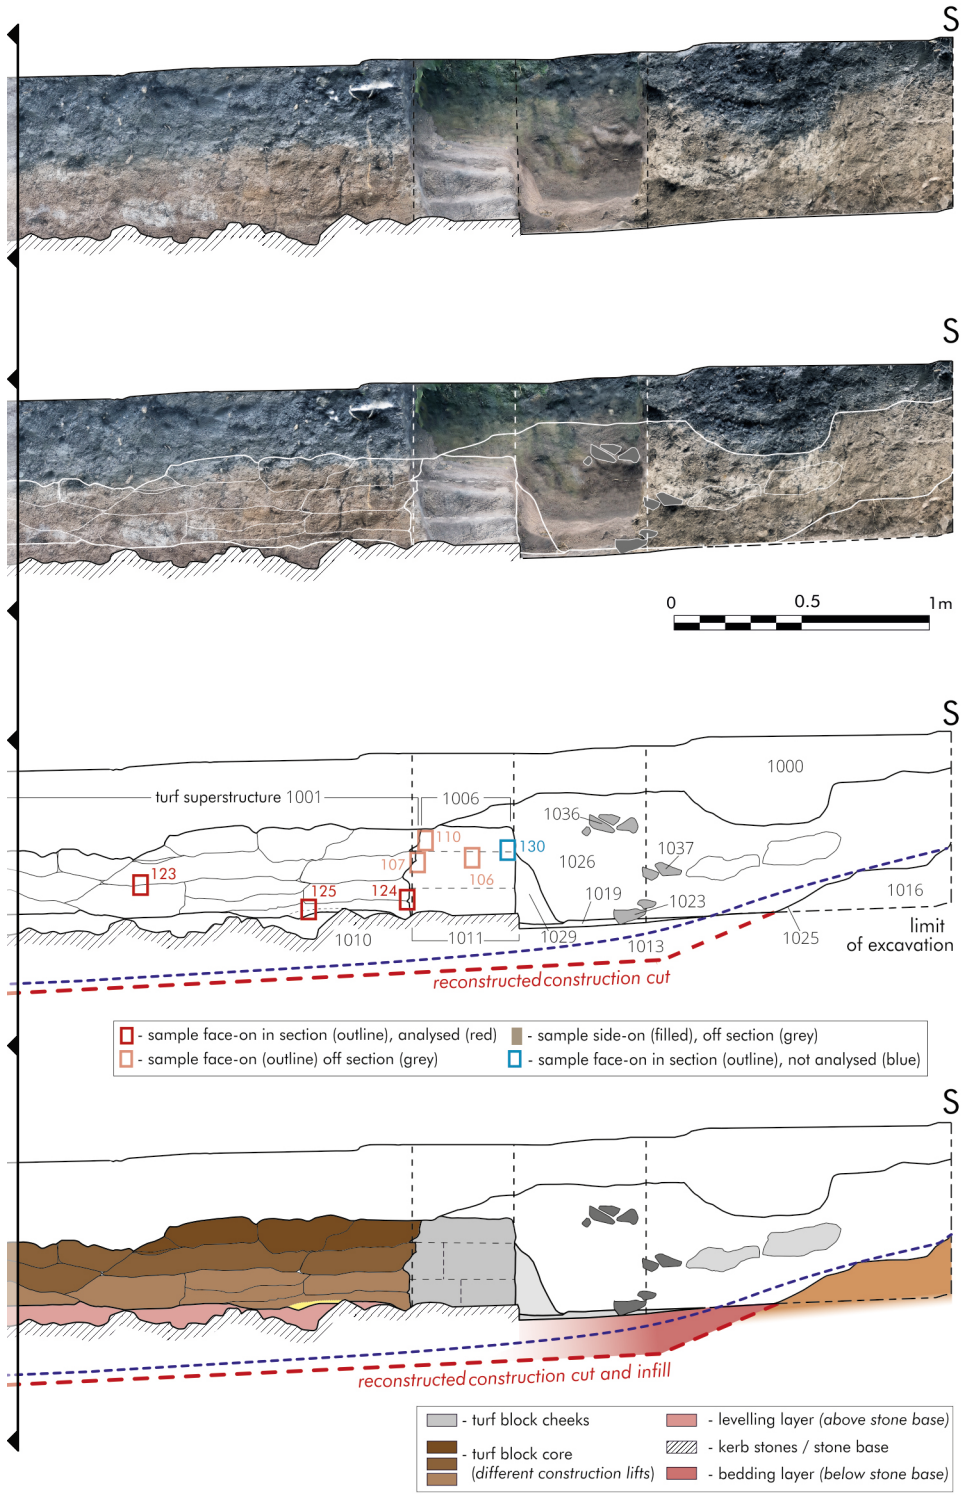 S
S
0 0.5 1m
S
1000
turf superstructure 1001 1006
1036
110 130
107 1026 1037
123 106
125 124 1019 1023 1016
1010 1011 1029 1013 1025 limit
of excavation
reconstructed construction cut
- sample face-on in section (outline), analysed (red)
- sample side-on (filled), off section (grey)
- sample face-on (outline) off section (grey)
- sample face-on in section (outline), not analysed (blue)
S
reconstructed construction cut and infill
- turf block cheeks
- levelling layer (above stone base)
- turf block core
(different construction lifts)
- kerb stones / stone base
- bedding layer (below stone base)